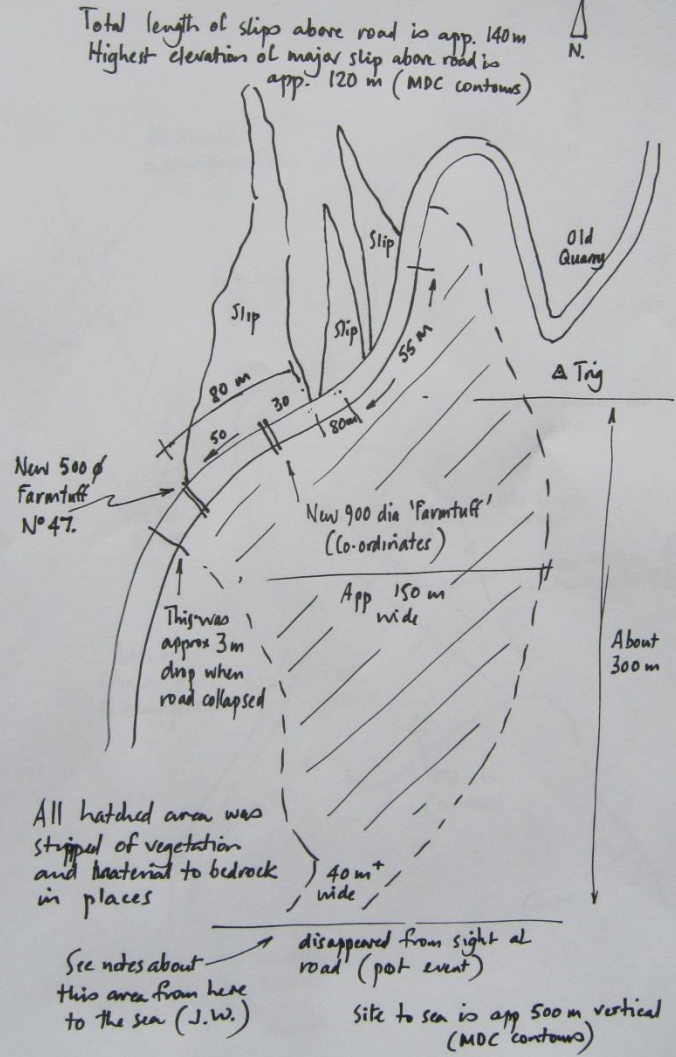 Total length of slips above road is app. 140m
Highest elevation of major slip above road is
app. 120 m (MDC contours)
N.
Slip
Old
Quarry
Slip
Slip
55 m
△ Trig
80 m
30
80m
50
New 500 ϕ
Farmtuff
Nº 47.
New 900 dia 'Farmtuff'
(Co-ordinates)
App 150 m
wide
This was
approx 3m
drop when
road collapsed
About
300 m
All hatched area was
stripped of vegetation
and material to bedrock
in places
40 m+
wide
disappeared from sight at
road (pot event)
See notes about
this area from here
to the sea (J.W.)
Site to sea is app 500 m vertical
(MDC contours)